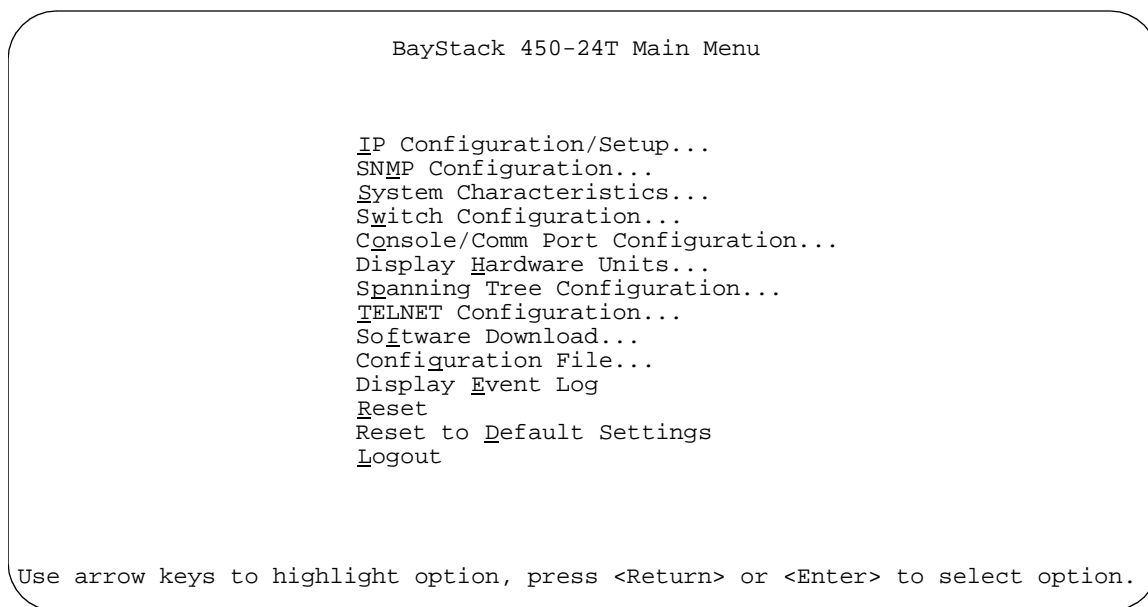 BayStack 450-24T Main Menu
IP Configuration/Setup...
SNMP Configuration...
System Characteristics...
Switch Configuration...
Console/Comm Port Configuration...
Display Hardware Units...
Spanning Tree Configuration...
TELNET Configuration...
Software Download...
Configuration File...
Display Event Log
Reset
Reset to Default Settings
Logout
Use arrow keys to highlight option, press <Return> or <Enter> to select option.